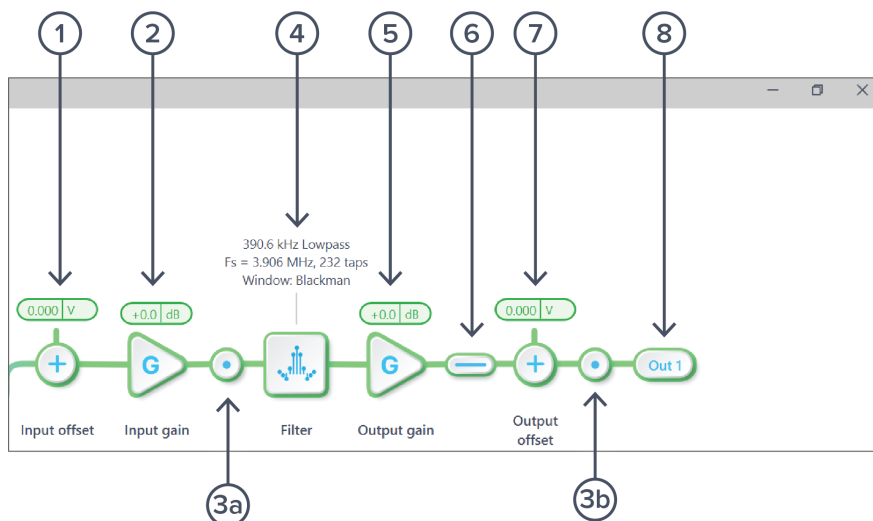 1 2 4 5 6 7 8
390.6 kHz Lowpass
Fs = 3.906 MHz, 232 taps
Window: Blackman
0.000 V +0.0 dB +0.0 dB 0.000 V
+ G G + Out 1
Input offset Input gain Filter Output gain Output
offset
3a 3b